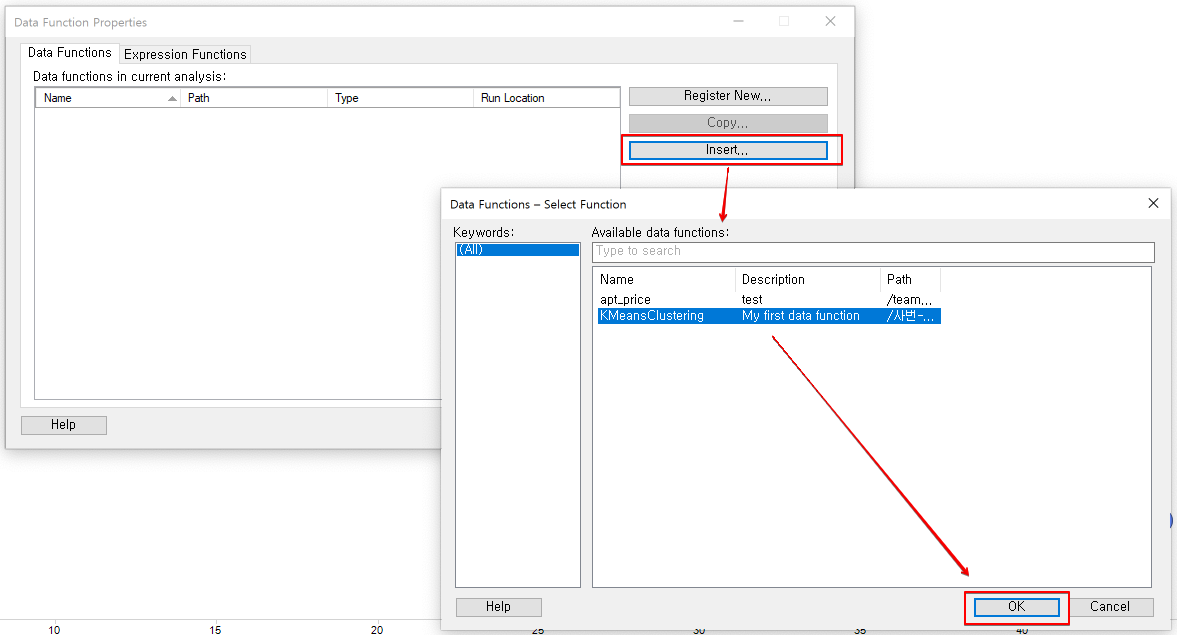 Data Function Properties
Data Functions Expression Functions
Data functions in current analysis:
Name Path Type Run Location
Register New...
Copy...
Insert...
Help
Data Functions – Select Function
Keywords:
(All)
Available data functions:
Type to search
Name Description Path
apt_price test /team...
KMeansClustering My first data function /사번-...
Help OK Cancel
10 15 20 25 30 35 40